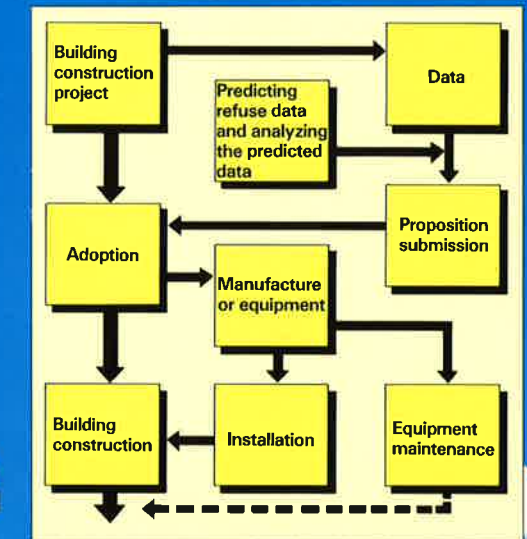 Building
construction
project
Data
Predicting
refuse data
and analyzing
the predicted
data
Proposition
submission
Adoption
Manufacture
or equipment
Building
construction
Installation
Equipment
maintenance